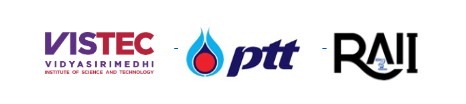 VISTEC
VIDYASIRIMEDHI
INSTITUTE OF SCIENCE AND TECHNOLOGY
ptt
RAII